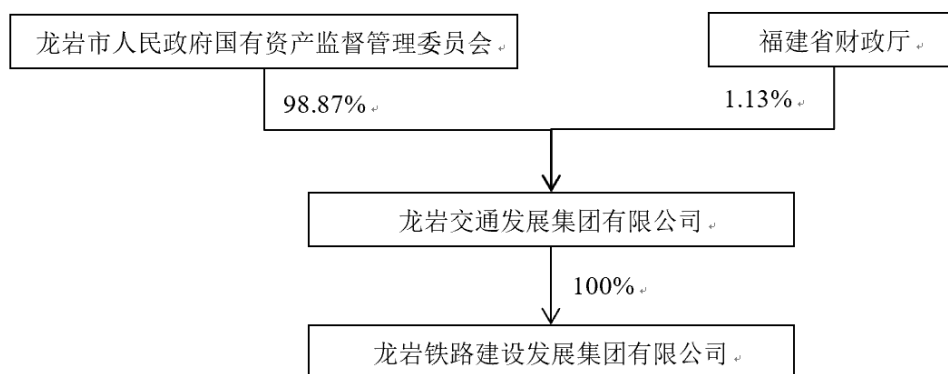 龙岩市人民政府国有资产监督管理委员会
福建省财政厅
98.87%
1.13%
龙岩交通发展集团有限公司
100%
龙岩铁路建设发展集团有限公司